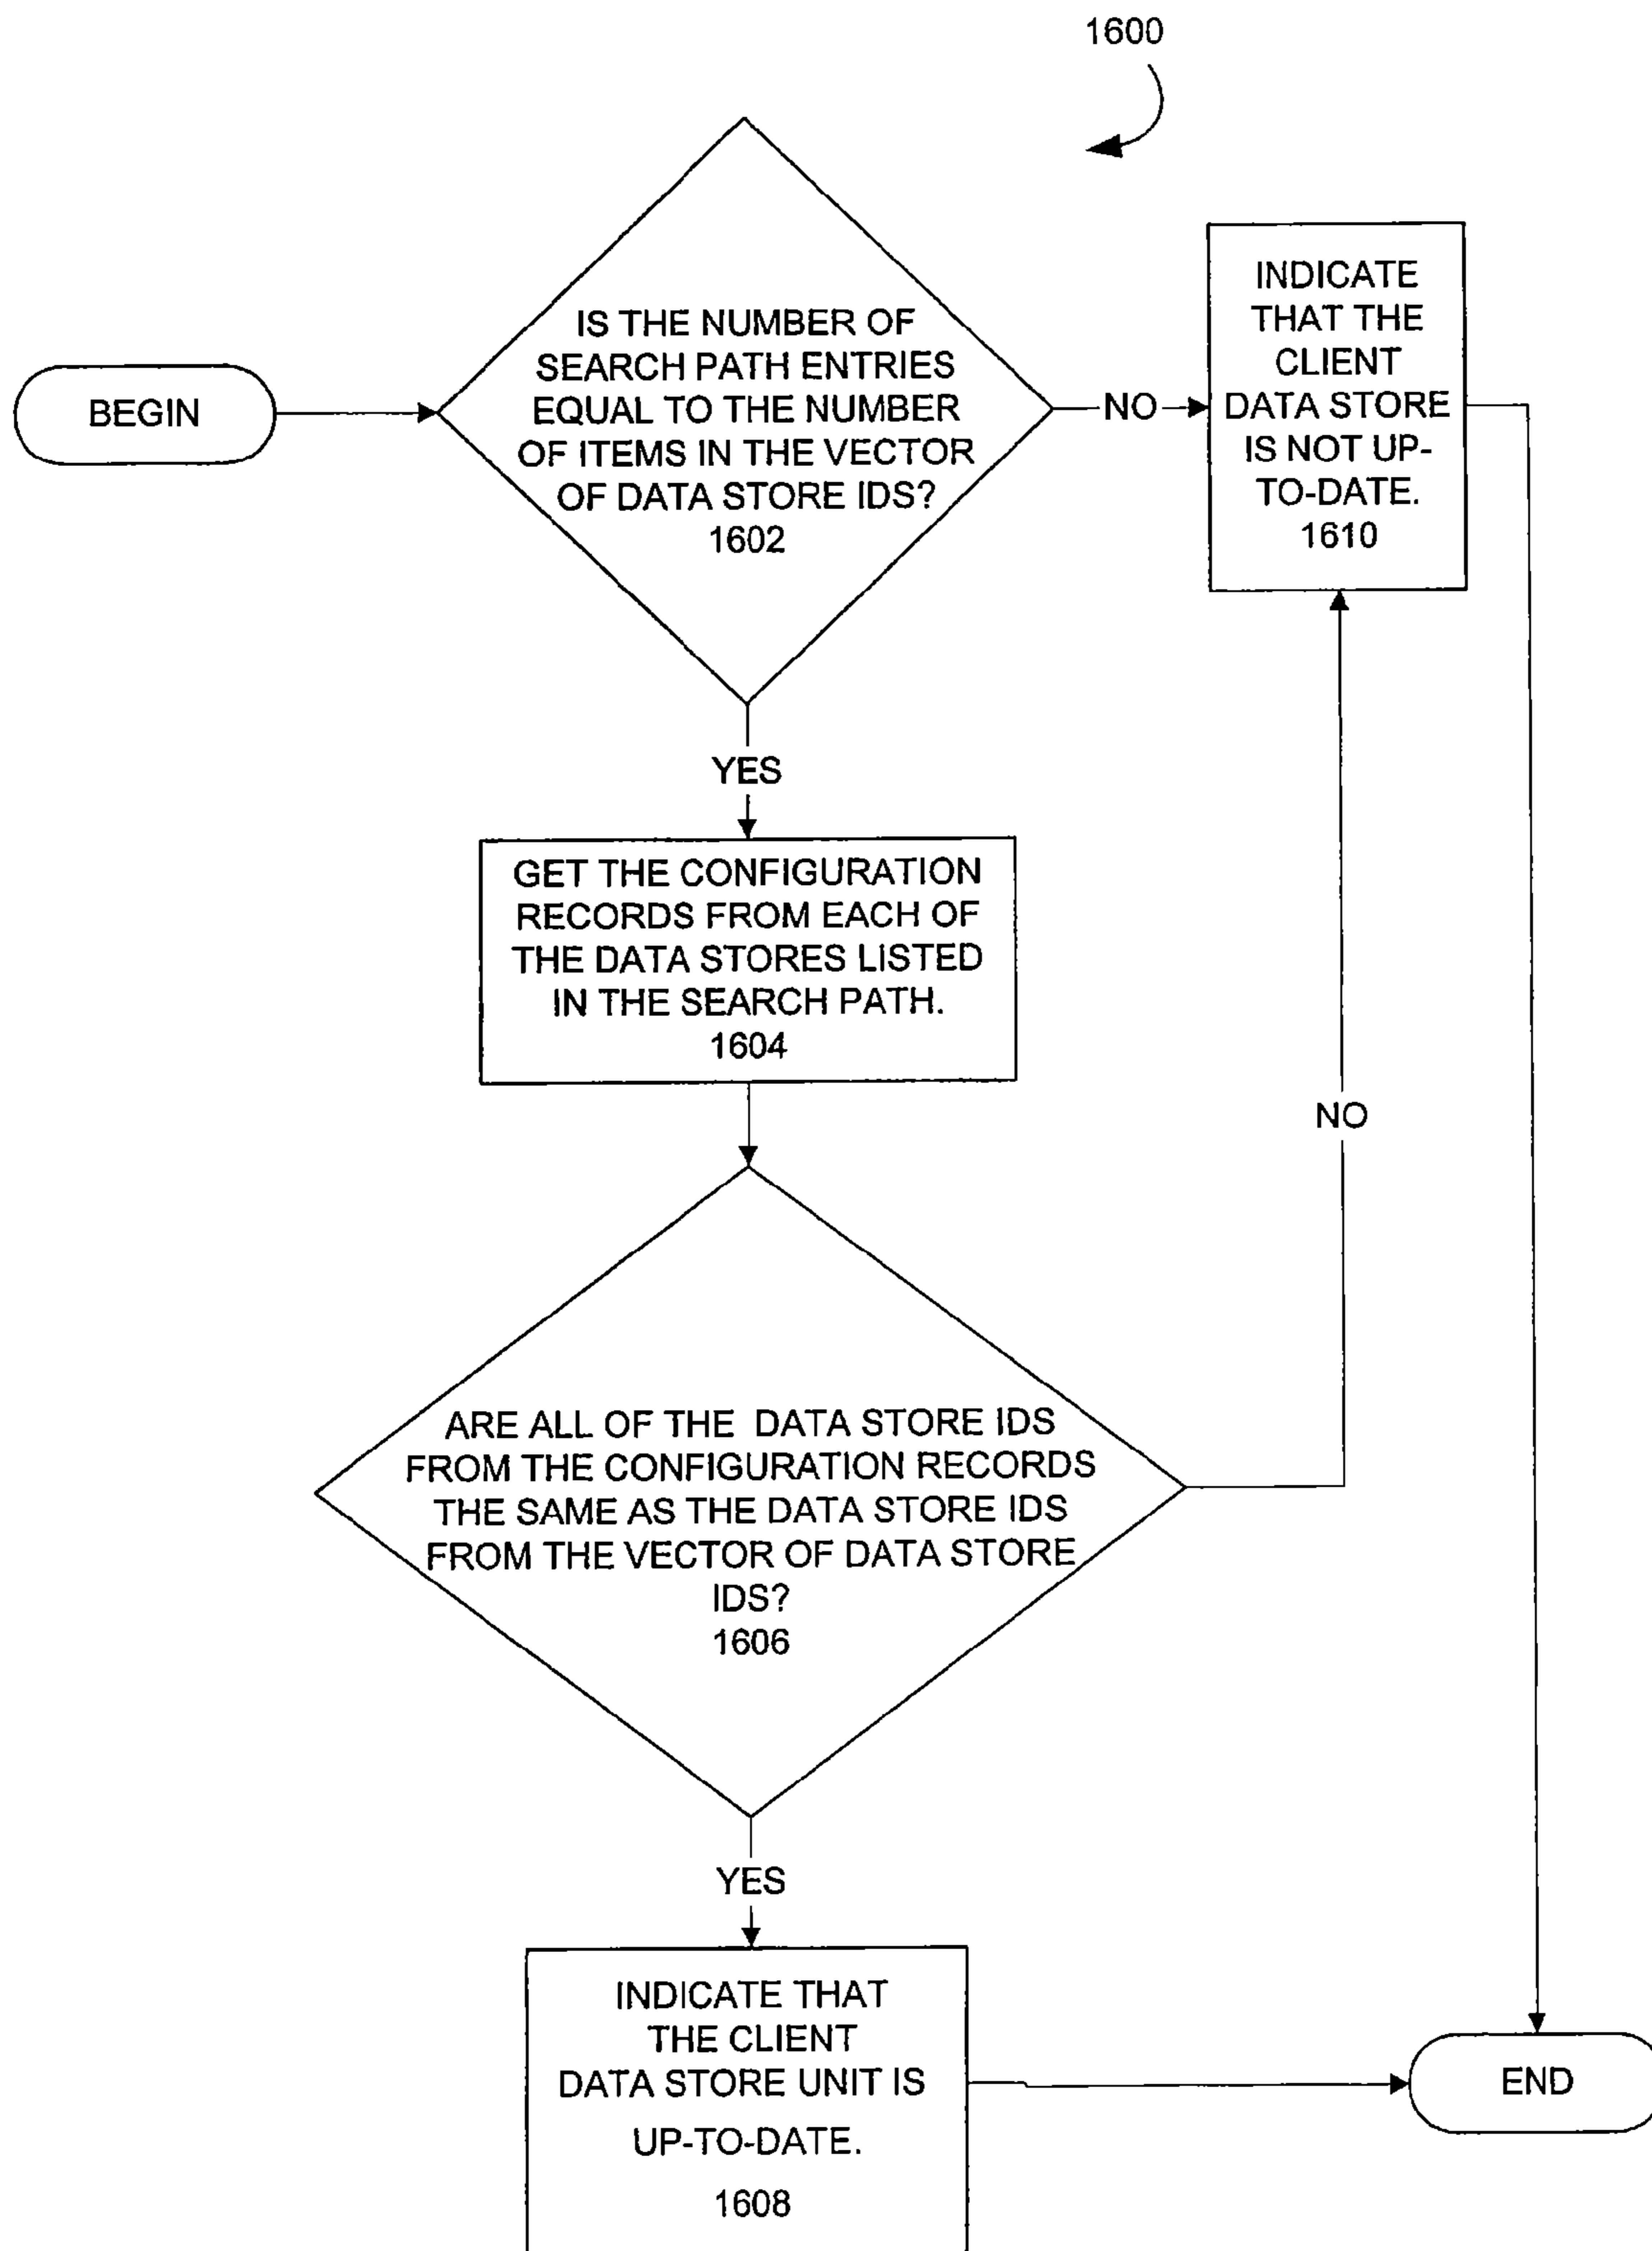 1600
BEGIN
IS THE NUMBER OF
SEARCH PATH ENTRIES
EQUAL TO THE NUMBER
OF ITEMS IN THE VECTOR
OF DATA STORE IDS?
1602
NO
INDICATE
THAT THE
CLIENT
DATA STORE
IS NOT UP-
TO-DATE.
1610
YES
GET THE CONFIGURATION
RECORDS FROM EACH OF
THE DATA STORES LISTED
IN THE SEARCH PATH.
1604
NO
ARE ALL OF THE DATA STORE IDS
FROM THE CONFIGURATION RECORDS
THE SAME AS THE DATA STORE IDS
FROM THE VECTOR OF DATA STORE
IDS?
1606
YES
INDICATE THAT
THE CLIENT
DATA STORE UNIT IS
UP-TO-DATE.
1608
END